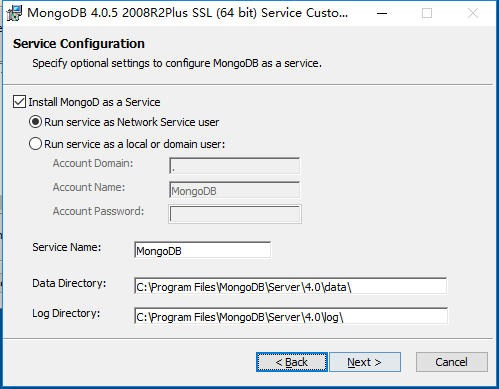 MongoDB 4.0.5 2008R2Plus SSL (64 bit) Service Custo...
Service Configuration
Specify optional settings to configure MongoDB as a service.
Install MongoD as a Service
Run service as Network Service user
Run service as a local or domain user:
Account Domain: .
Account Name: MongoDB
Account Password:
Service Name: MongoDB
Data Directory: C:\Program Files\MongoDB\Server\4.0\data\
Log Directory: C:\Program Files\MongoDB\Server\4.0\log\
< Back Next > Cancel